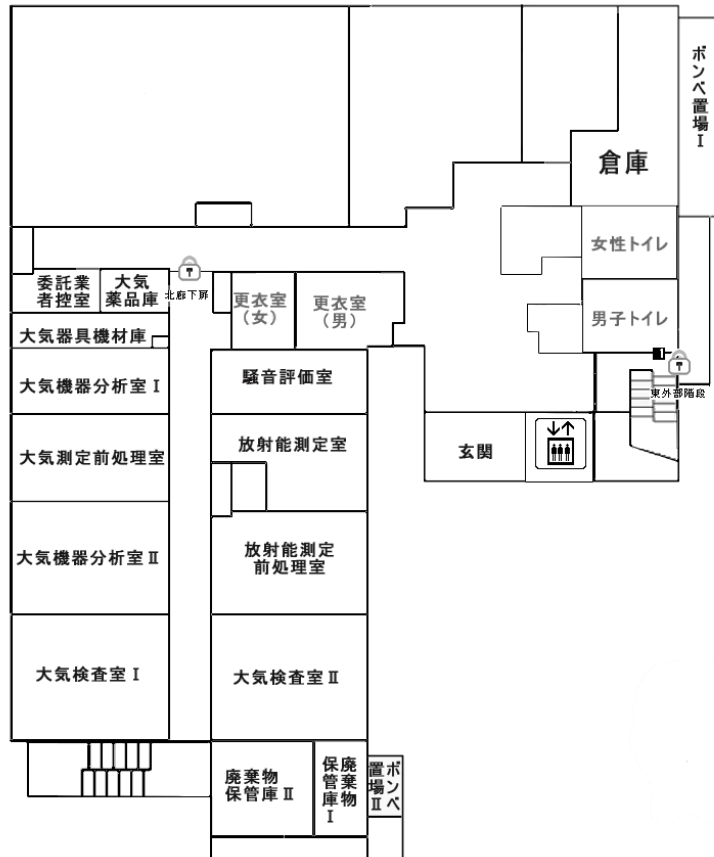 ボンベ置場Ⅰ
倉庫
女性トイレ
男子トイレ
東外部階段
委託業
者控室
大気
薬品庫
北廊下扉
更衣室
（女）
更衣室
（男）
大気器具機材庫
大気機器分析室Ⅰ
騒音評価室
大気測定前処理室
放射能測定室
玄関
大気機器分析室Ⅱ
放射能測定
前処理室
大気検査室Ⅰ
大気検査室Ⅱ
廃棄物
保管庫Ⅱ
廃棄物
保管庫Ⅰ
ボンベ
置場Ⅱ